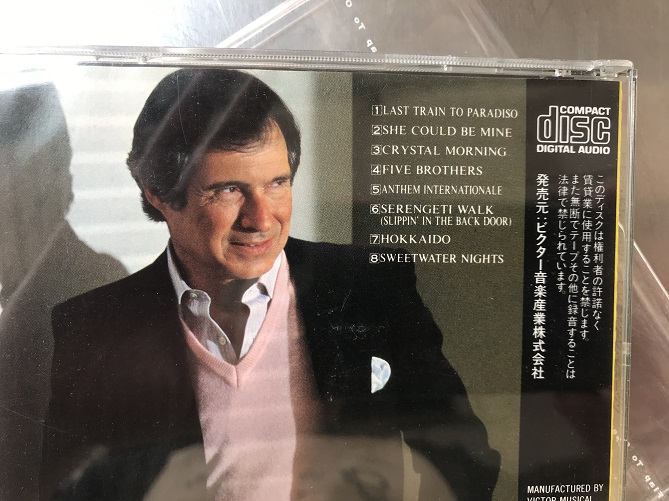 1 LAST TRAIN TO PARADISO
2 SHE COULD BE MINE
3 CRYSTAL MORNING
4 FIVE BROTHERS
5 ANTHEM INTERNATIONALE
6 SERENGETI WALK
(SLIPPIN' IN THE BACK DOOR)
7 HOKKAIDO
8 SWEETWATER NIGHTS
COMPACT
disc
DIGITAL AUDIO
このディスクは権利者の許諾なく
賃貸業に使用することを禁じます。
また無断でテープその他に録音することは
法律で禁じられています。
発売元:ビクター音楽産業株式会社
MANUFACTURED BY
VICTOR MUSICAL